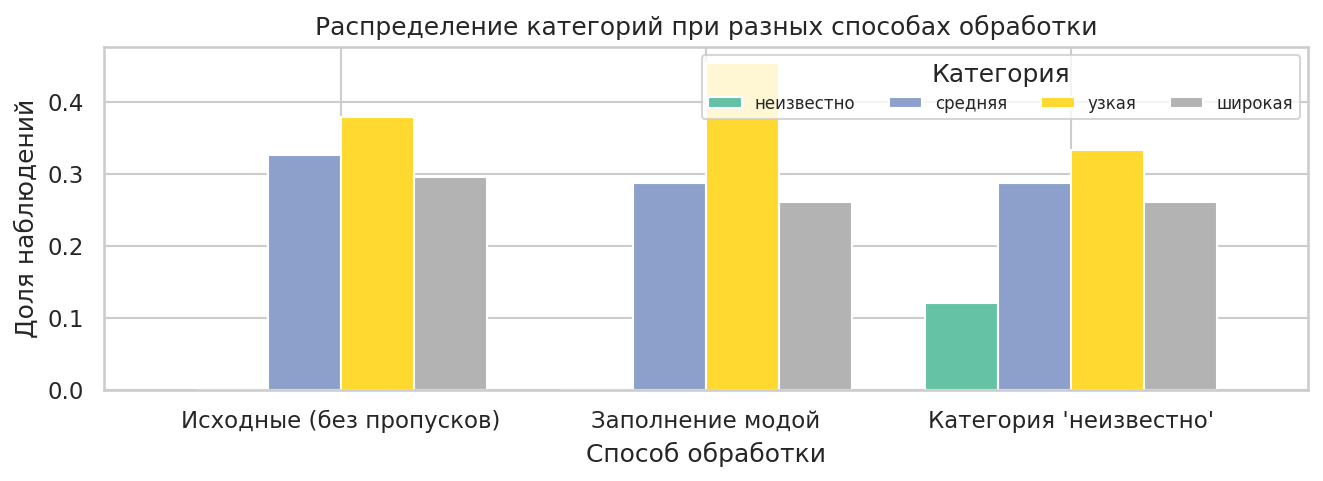 Распределение категорий при разных способах обработки
Категория
неизвестно средняя узкая широкая
Доля наблюдений
0.4
0.3
0.2
0.1
0.0
Исходные (без пропусков) Заполнение модой Категория 'неизвестно'
Способ обработки